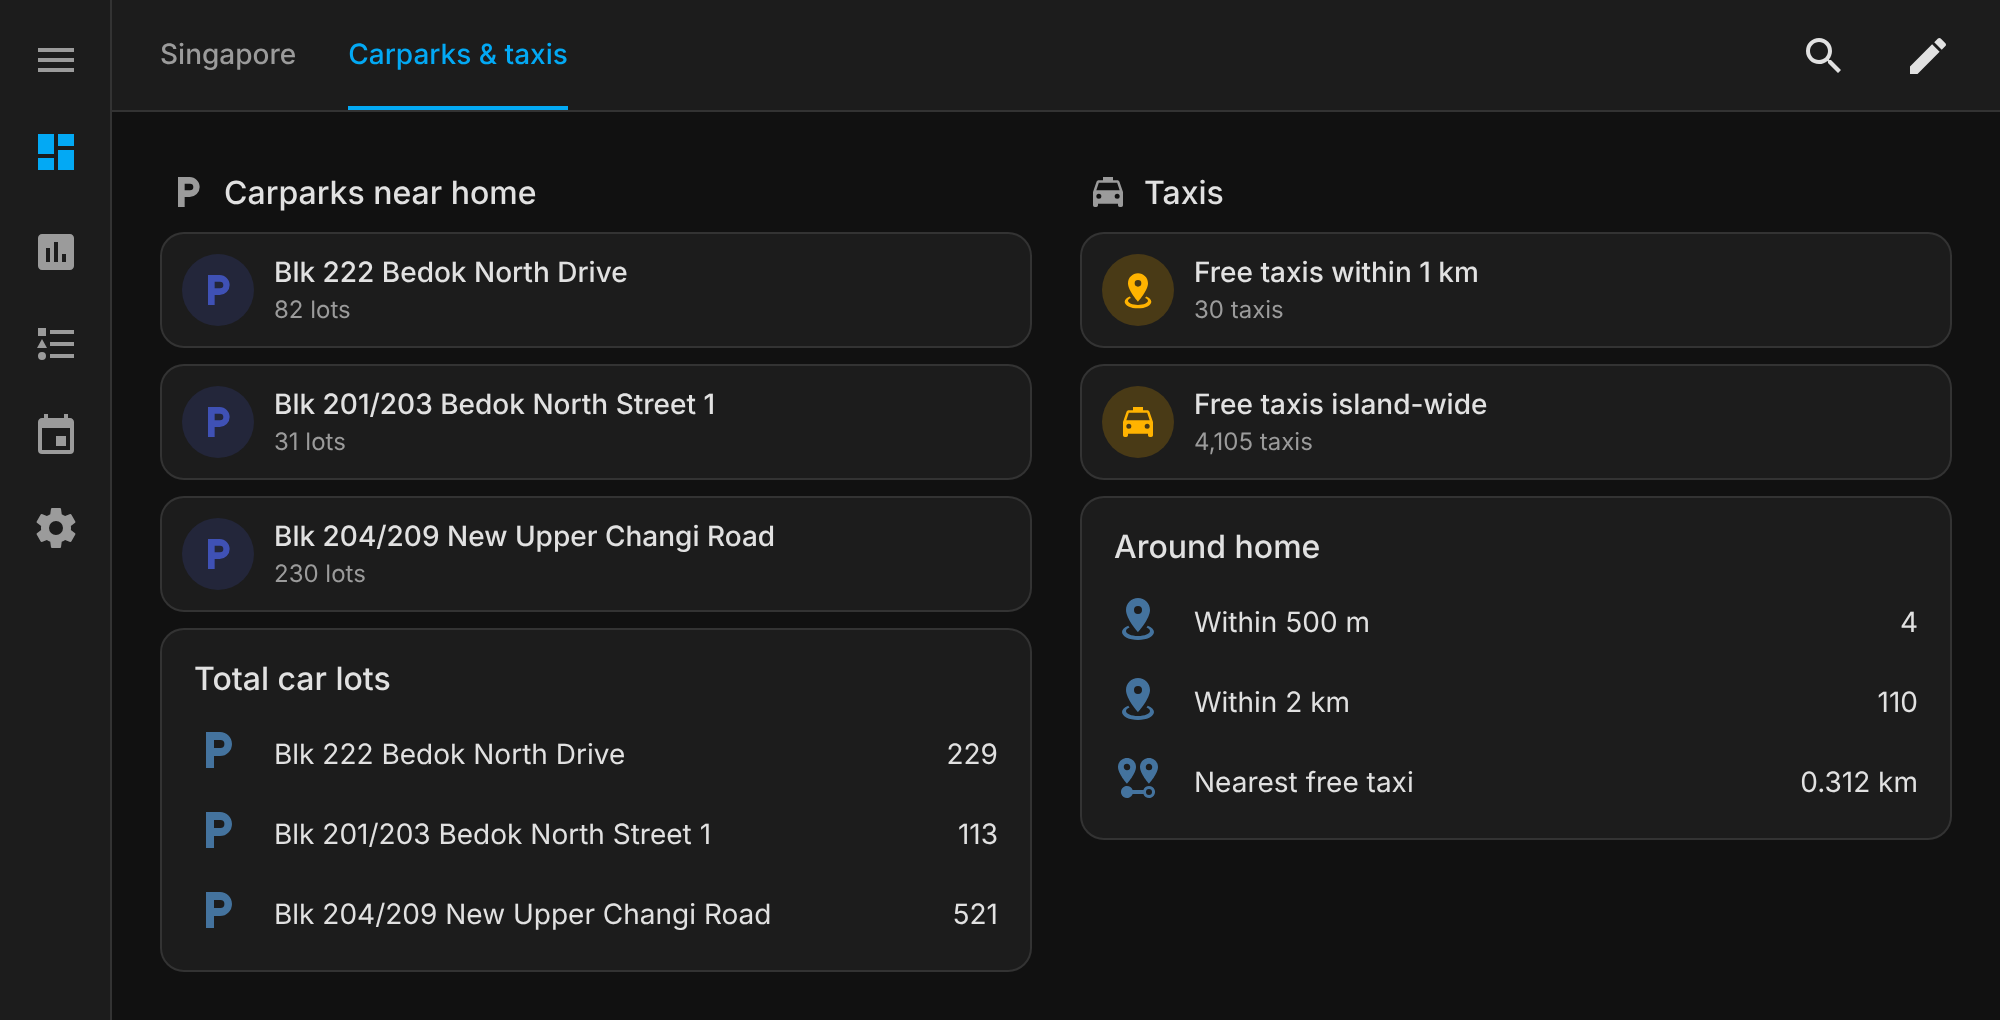 Singapore
Carparks & taxis
Carparks near home
Blk 222 Bedok North Drive
82 lots
Blk 201/203 Bedok North Street 1
31 lots
Blk 204/209 New Upper Changi Road
230 lots
Total car lots
Blk 222 Bedok North Drive 229
Blk 201/203 Bedok North Street 1 113
Blk 204/209 New Upper Changi Road 521
Taxis
Free taxis within 1 km
30 taxis
Free taxis island-wide
4,105 taxis
Around home
Within 500 m 4
Within 2 km 110
Nearest free taxi 0.312 km